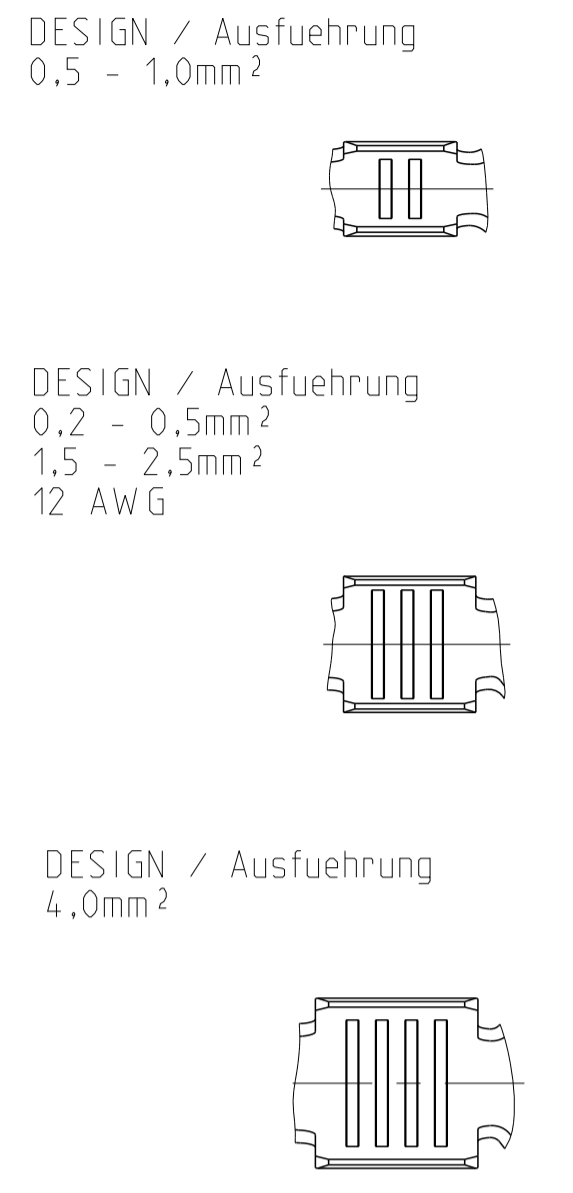 DESIGN / Ausfuehrung
0,5 - 1,0mm²
DESIGN / Ausfuehrung
0,2 - 0,5mm²
1,5 - 2,5mm²
12 AWG
DESIGN / Ausfuehrung
4,0mm²